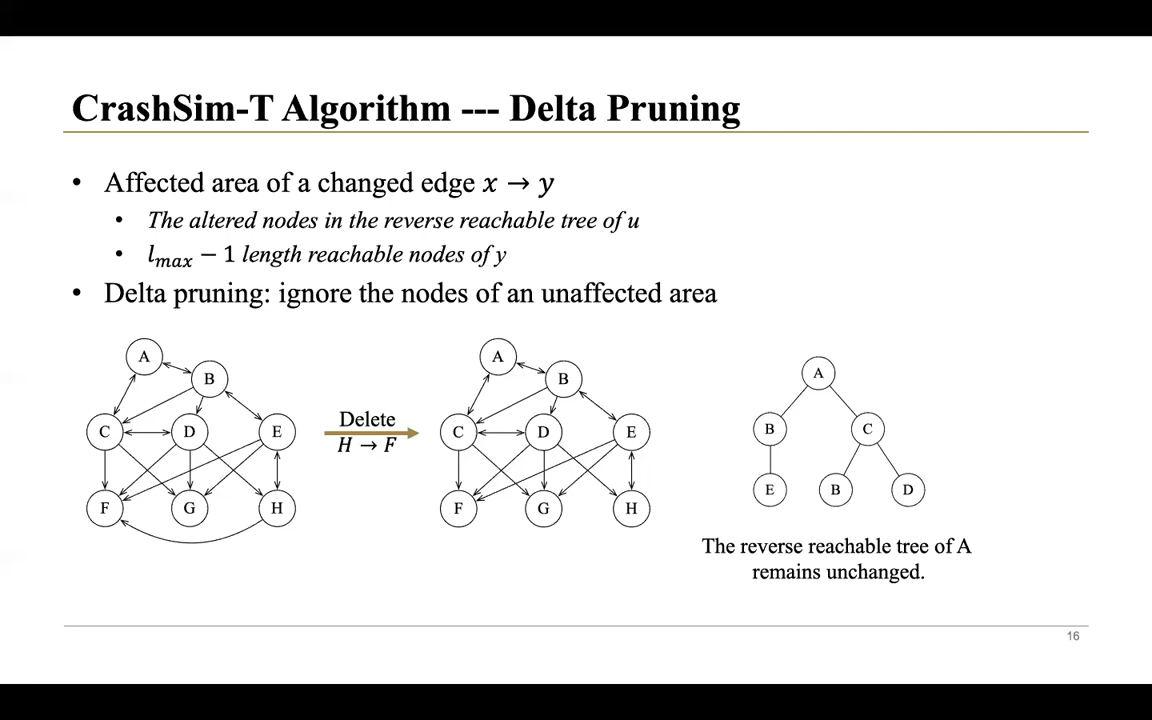 CrashSim-T Algorithm --- Delta Pruning
• Affected area of a changed edge x → y
• The altered nodes in the reverse reachable tree of u
• lₘₐₓ − 1 length reachable nodes of y
• Delta pruning: ignore the nodes of an unaffected area
A
B
C
D
E
F
G
H
Delete
H → F
A
B
C
D
E
F
G
H
A
B
C
E
B
D
The reverse reachable tree of A
remains unchanged.
16